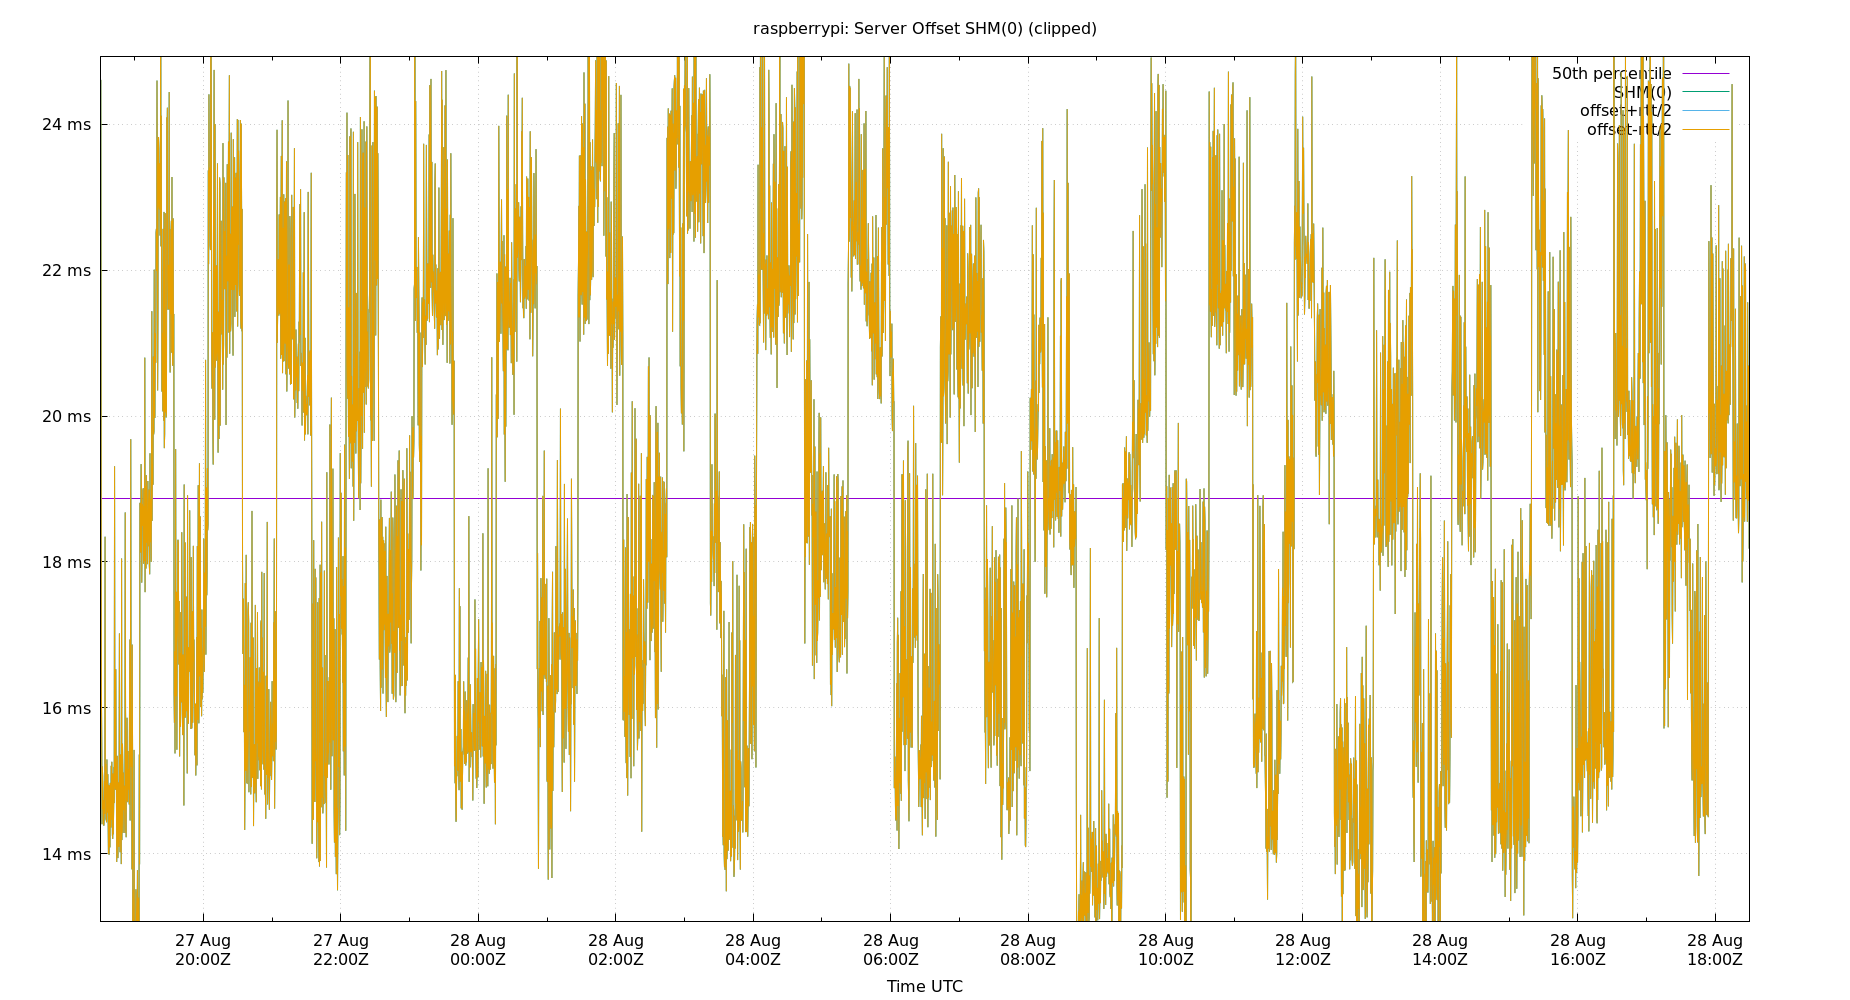 raspberrypi: Server Offset SHM(0) (clipped)
50th percentile
SHM(0)
offset+rtt/2
offset-rtt/2
24 ms
22 ms
20 ms
18 ms
16 ms
14 ms
27 Aug 27 Aug 28 Aug 28 Aug 28 Aug 28 Aug 28 Aug 28 Aug 28 Aug 28 Aug 28 Aug 28 Aug
20:00Z 22:00Z 00:00Z 02:00Z 04:00Z 06:00Z 08:00Z 10:00Z 12:00Z 14:00Z 16:00Z 18:00Z
Time UTC